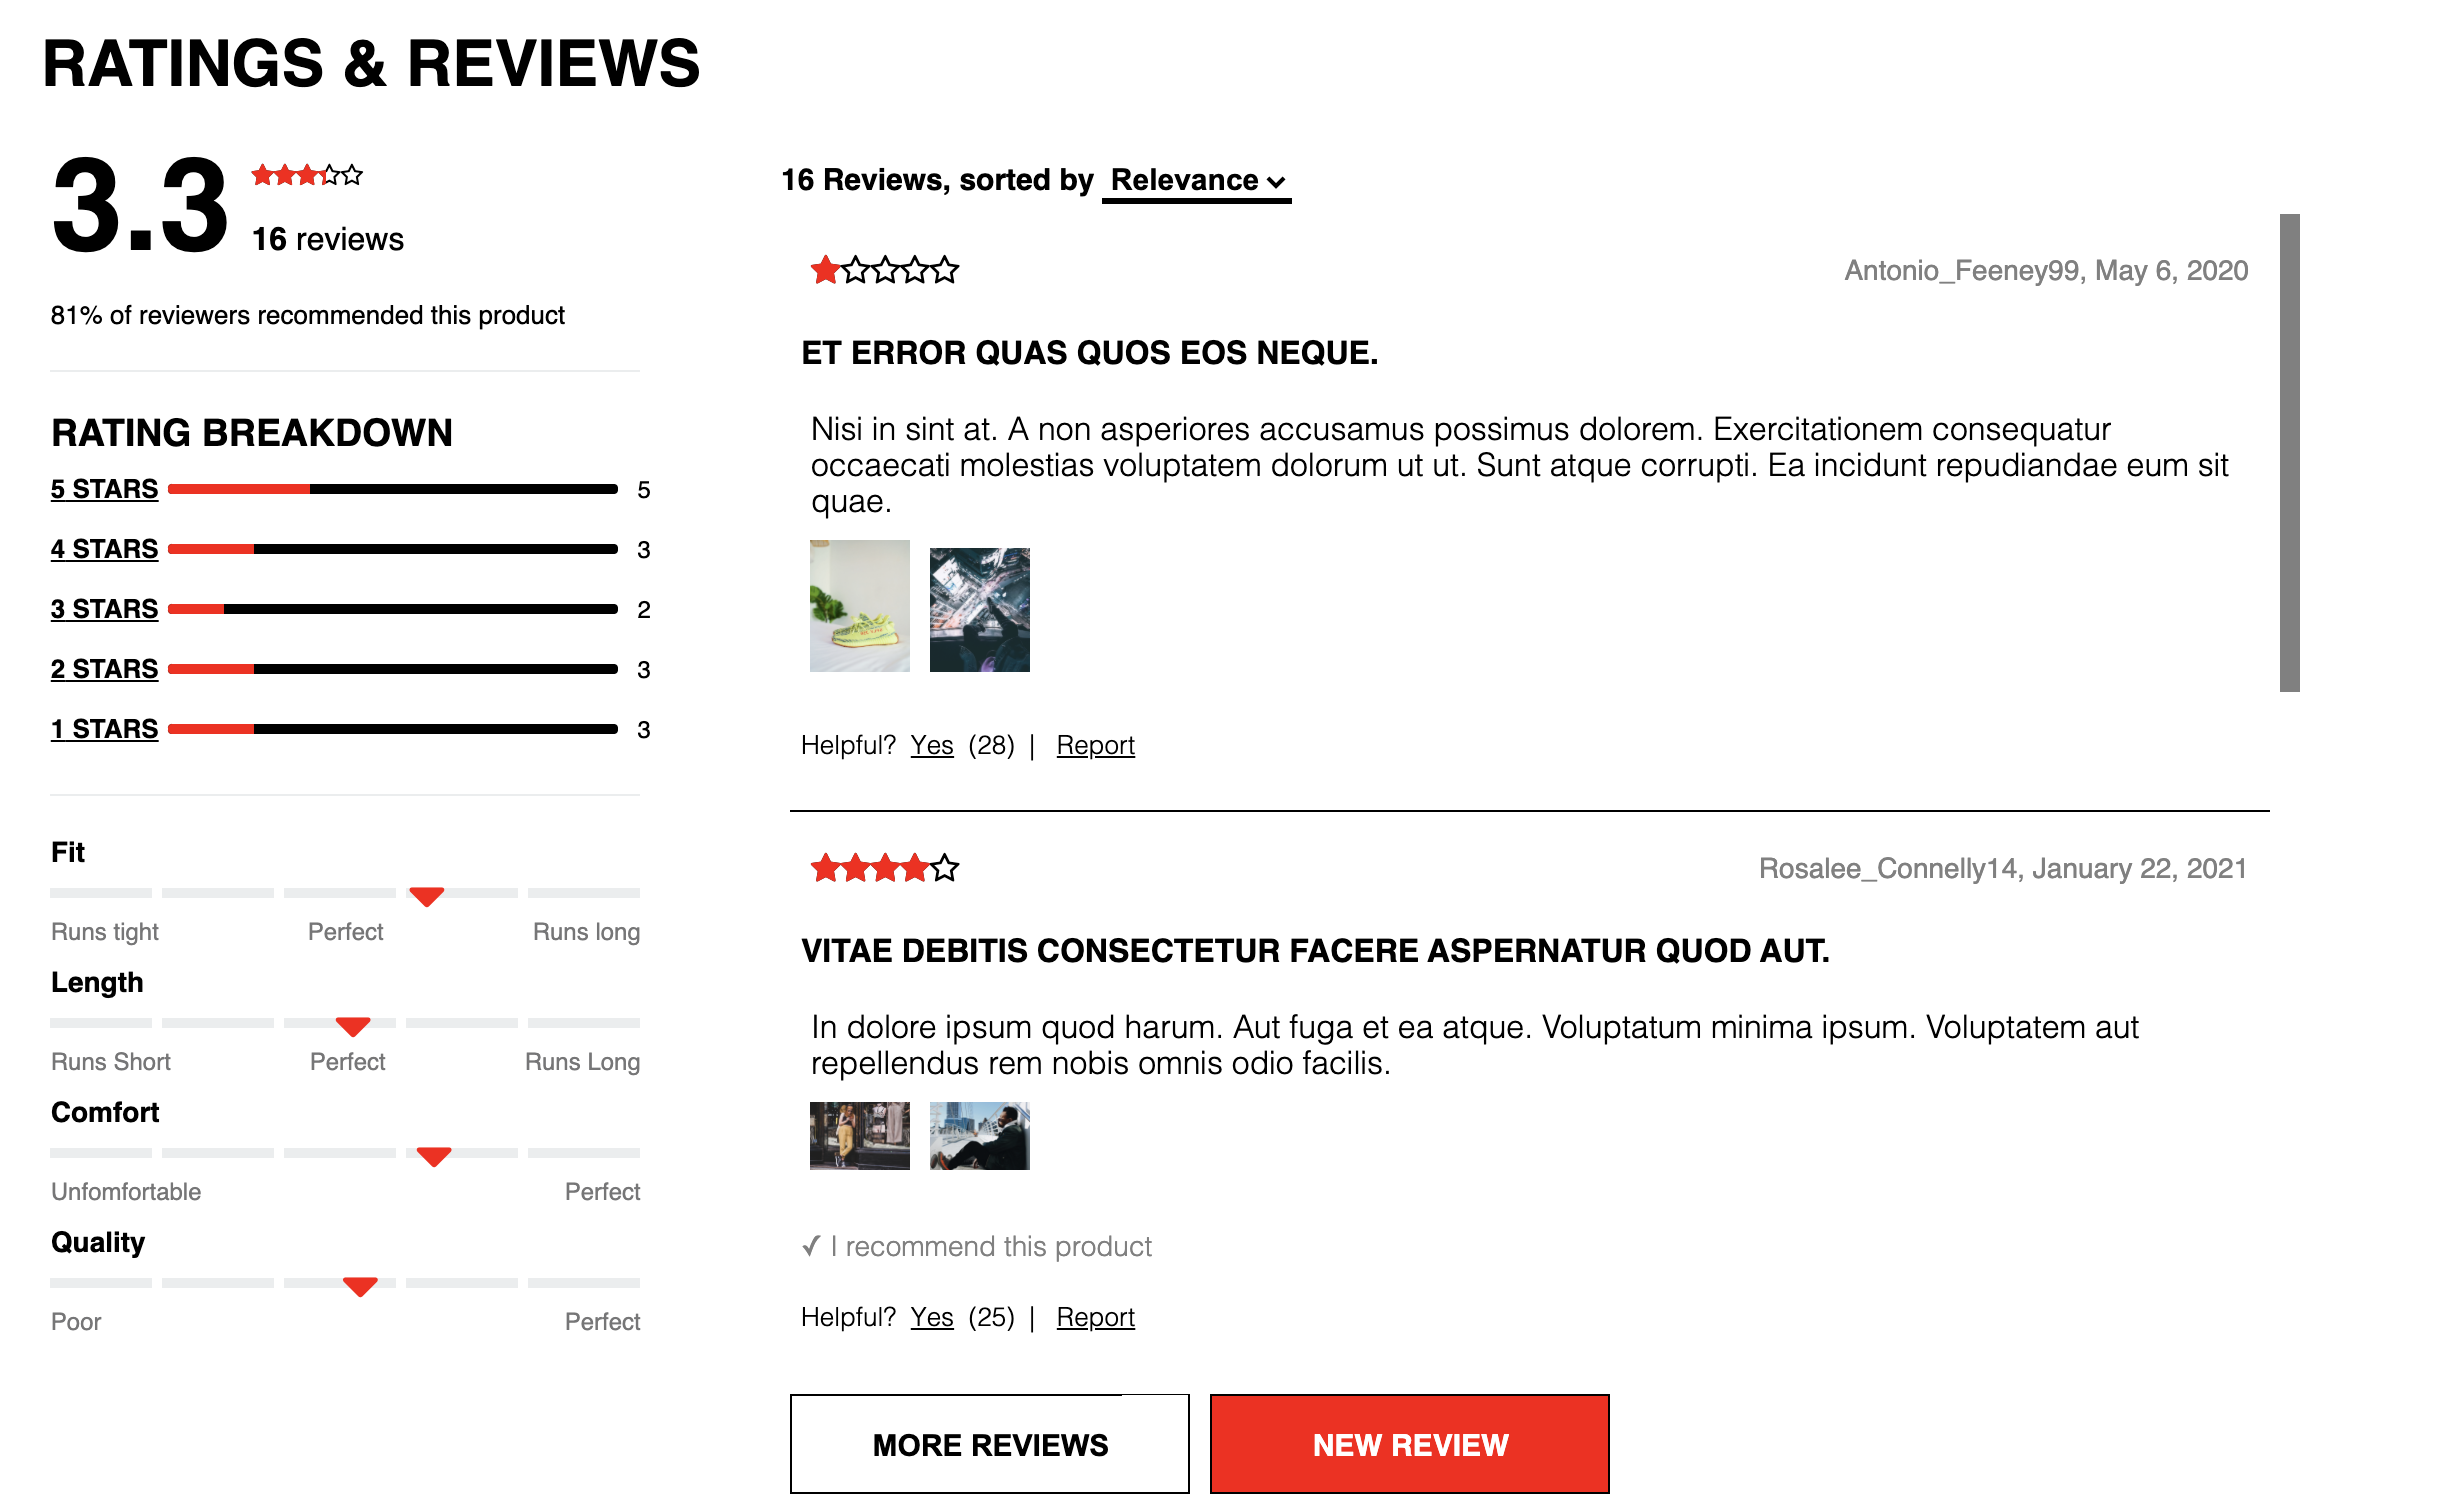 RATINGS & REVIEWS
3.3
16 reviews
81% of reviewers recommended this product
RATING BREAKDOWN
5 STARS 5
4 STARS 3
3 STARS 2
2 STARS 3
1 STARS 3
Fit
Runs tight Perfect Runs long
Length
Runs Short Perfect Runs Long
Comfort
Unfomfortable Perfect
Quality
Poor Perfect
16 Reviews, sorted by Relevance
Antonio_Feeney99, May 6, 2020
ET ERROR QUAS QUOS EOS NEQUE.
Nisi in sint at. A non asperiores accusamus possimus dolorem. Exercitationem consequatur
occaecati molestias voluptatem dolorum ut ut. Sunt atque corrupti. Ea incidunt repudiandae eum sit
quae.
Helpful? Yes (28) | Report
Rosalee_Connelly14, January 22, 2021
VITAE DEBITIS CONSECTETUR FACERE ASPERNATUR QUOD AUT.
In dolore ipsum quod harum. Aut fuga et ea atque. Voluptatum minima ipsum. Voluptatem aut
repellendus rem nobis omnis odio facilis.
✓ I recommend this product
Helpful? Yes (25) | Report
MORE REVIEWS
NEW REVIEW